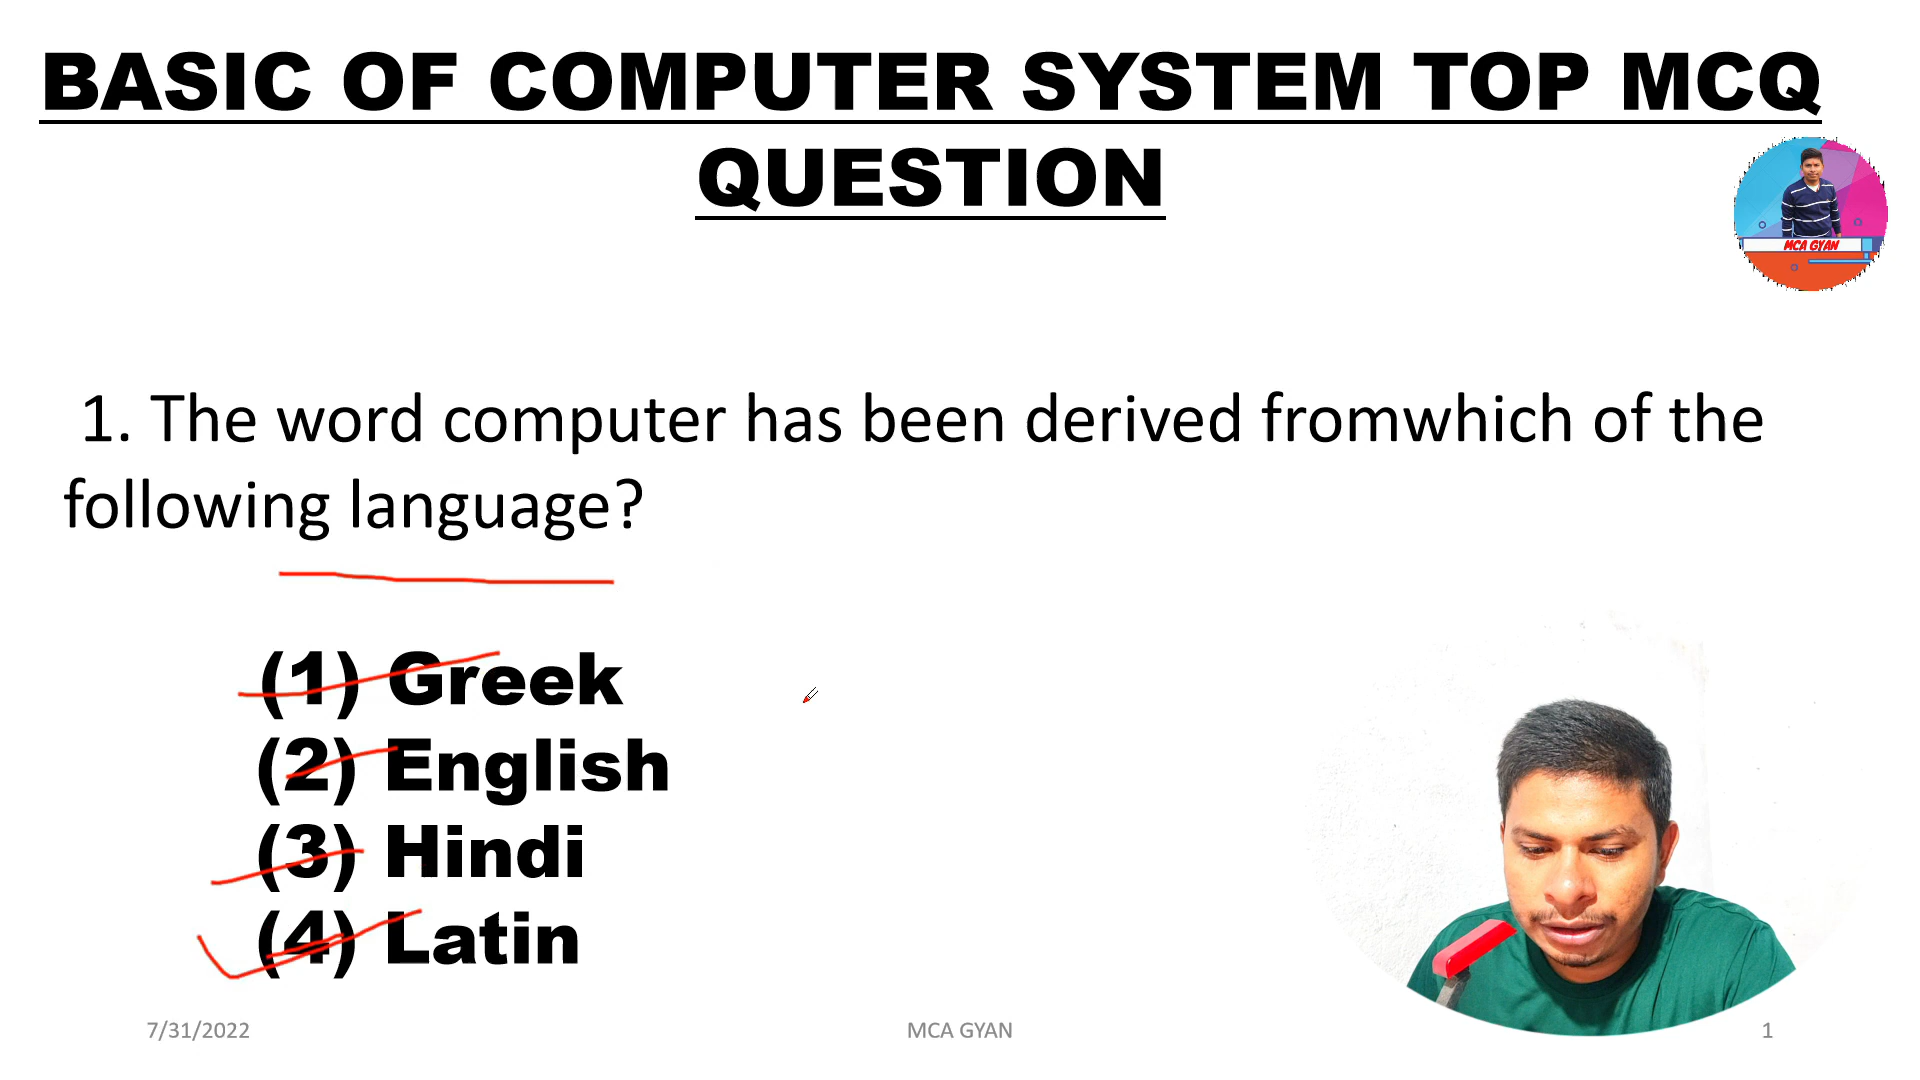 BASIC OF COMPUTER SYSTEM TOP MCQ
QUESTION
MCA GYAN
1. The word computer has been derived fromwhich of the
following language?
(1) Greek
(2) English
(3) Hindi
(4) Latin
7/31/2022
MCA GYAN
1